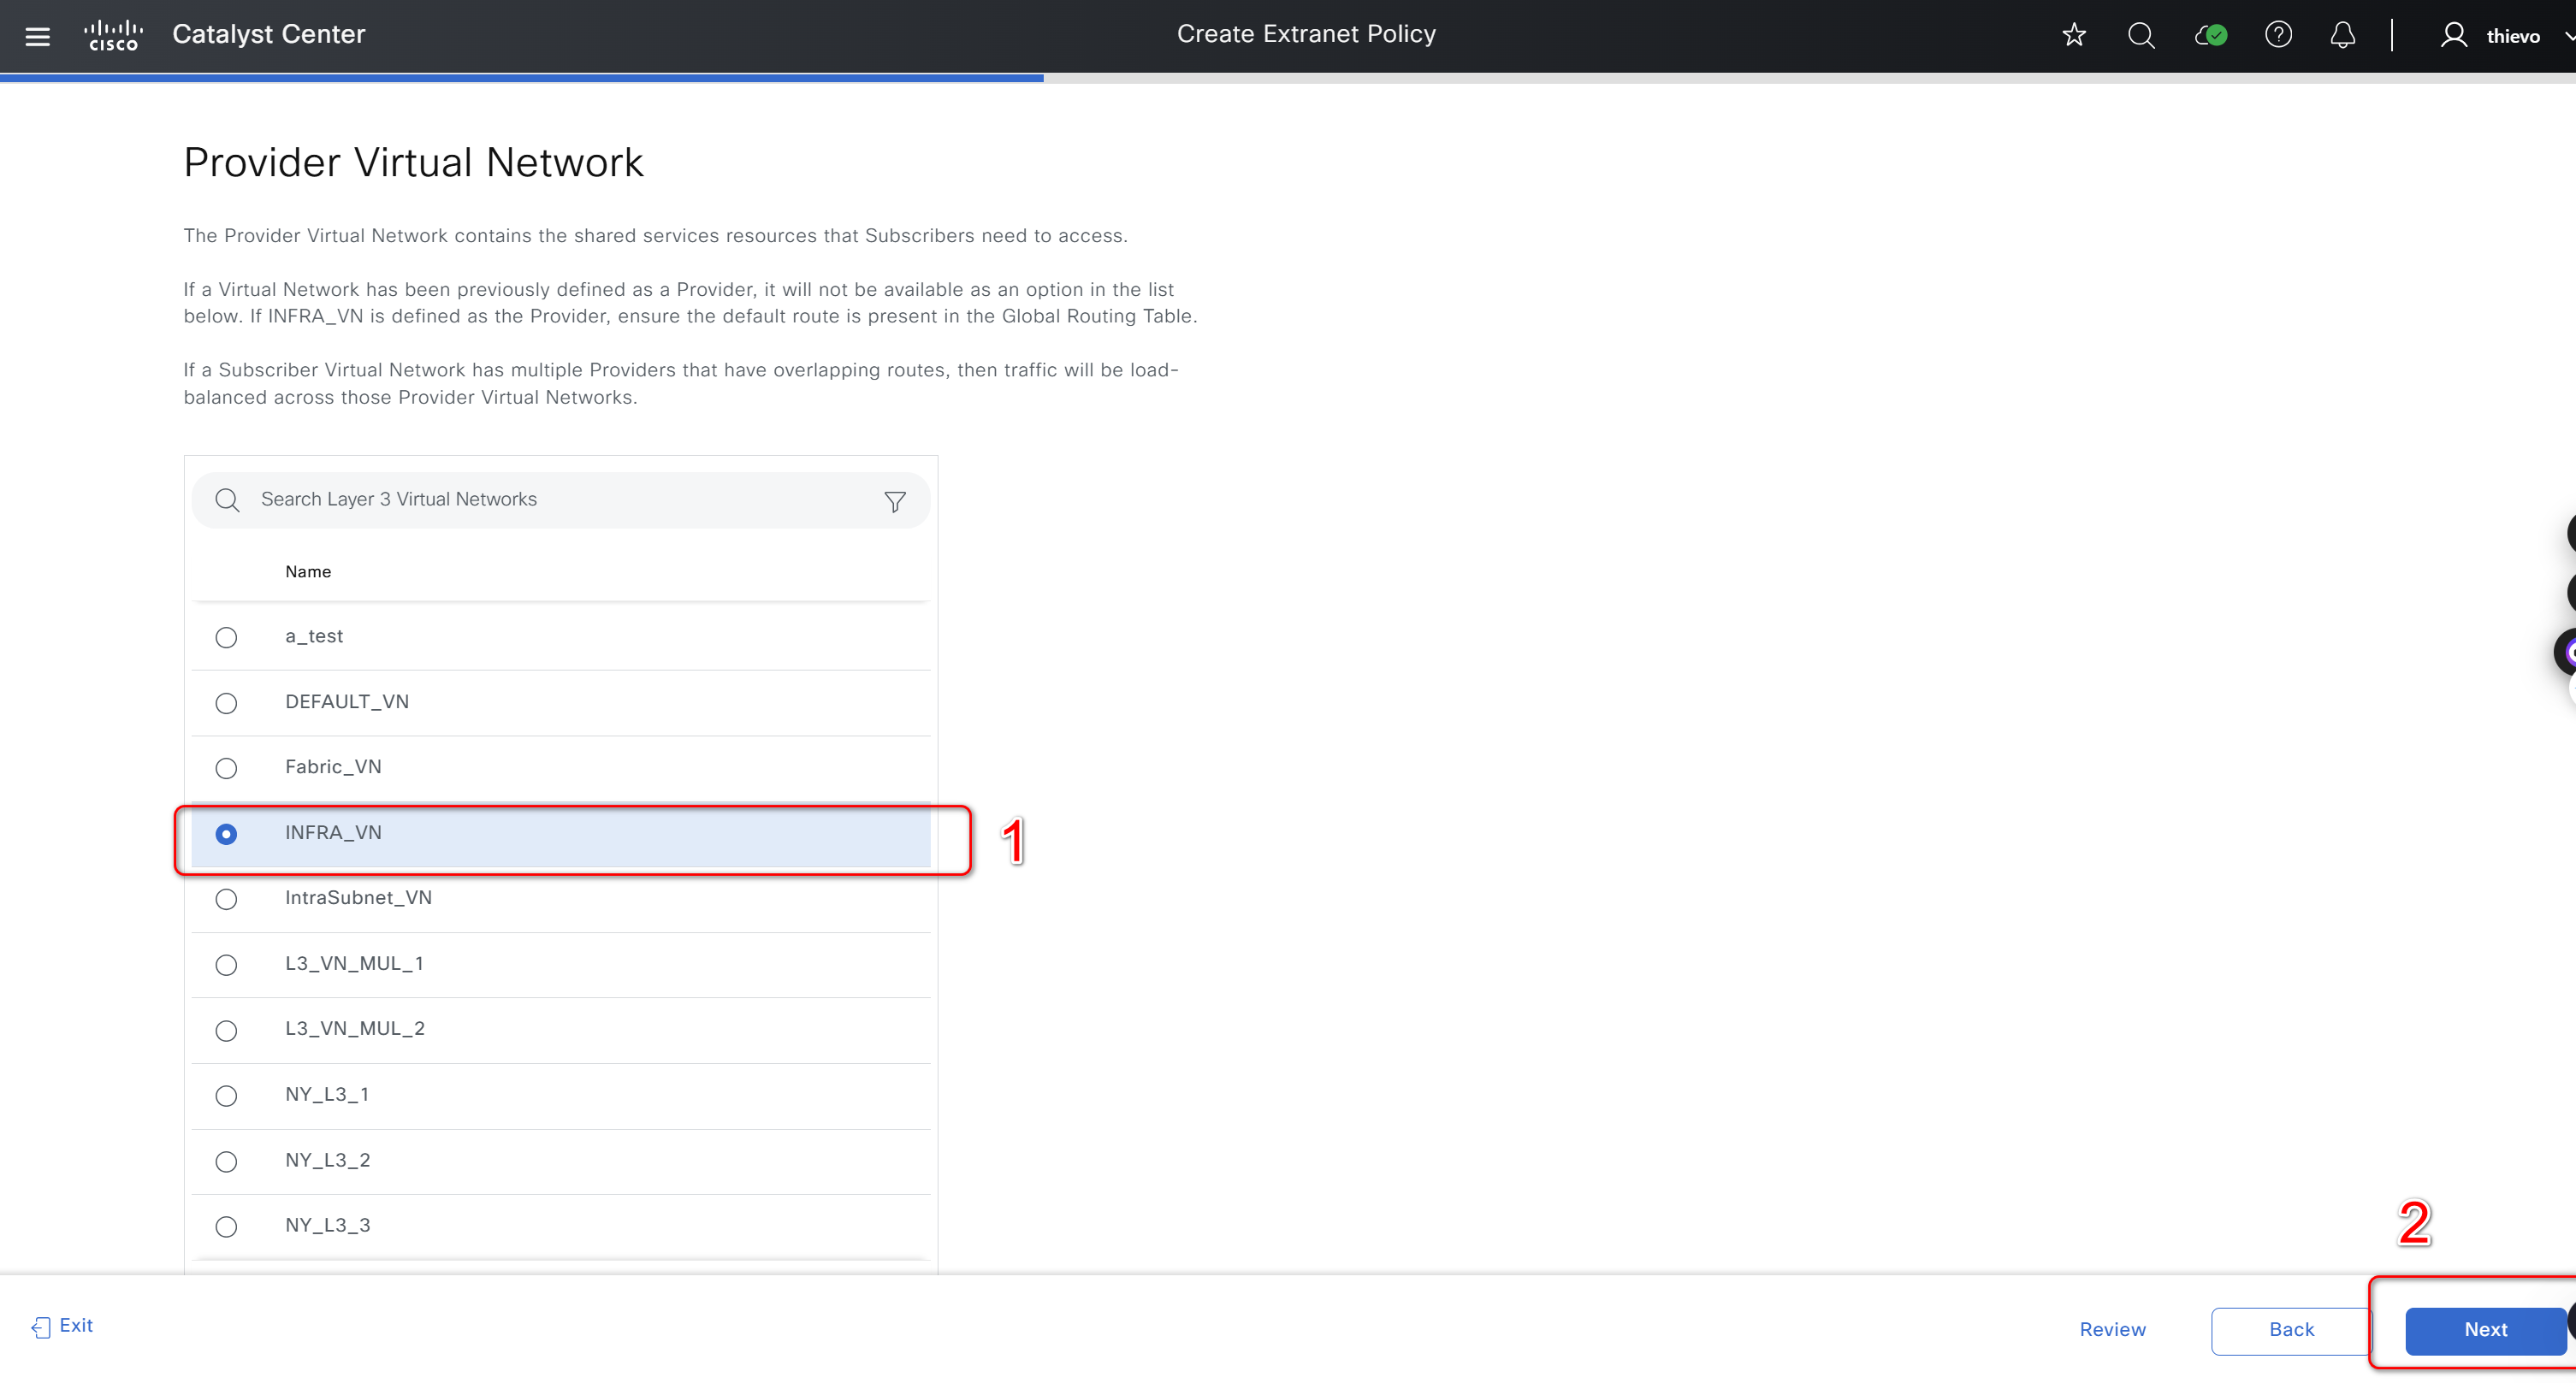 cisco
Catalyst Center
Create Extranet Policy
thievo
Provider Virtual Network
The Provider Virtual Network contains the shared services resources that Subscribers need to access.
If a Virtual Network has been previously defined as a Provider, it will not be available as an option in the list
below. If INFRA_VN is defined as the Provider, ensure the default route is present in the Global Routing Table.
If a Subscriber Virtual Network has multiple Providers that have overlapping routes, then traffic will be load-
balanced across those Provider Virtual Networks.
Search Layer 3 Virtual Networks
Name
a_test
DEFAULT_VN
Fabric_VN
INFRA_VN
1
IntraSubnet_VN
L3_VN_MUL_1
L3_VN_MUL_2
NY_L3_1
NY_L3_2
NY_L3_3
2
Exit
Review
Back
Next